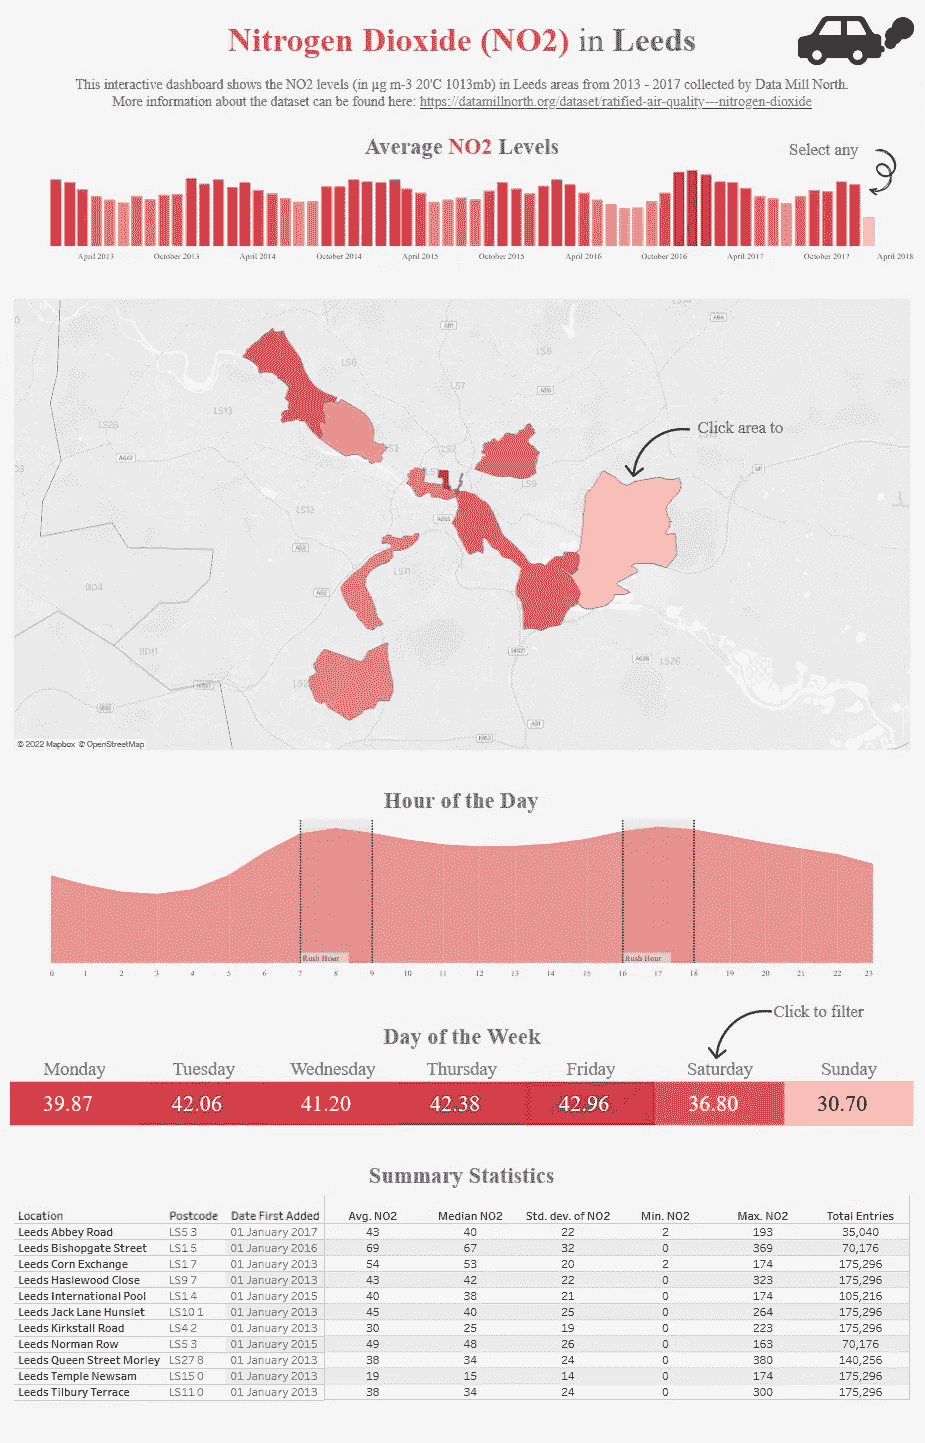 Nitrogen Dioxide (NO2) in Leeds
This interactive dashboard shows the NO2 levels (in µg m-3 20'C 1013mb) in Leeds areas from 2013 - 2017 collected by Data Mill North.
More information about the dataset can be found here: https://datamillnorth.org/dataset/ratified-air-quality---nitrogen-dioxide
Average NO2 Levels
Select any
April 2013 October 2013 April 2014 October 2014 April 2015 October 2015 April 2016 October 2016 April 2017 October 2017 April 2018
LS8
LS7
LS13
LS28
Click area to
LS2
LS9
LS12
LS11
BD4
BD11
LS26
© 2022 Mapbox © OpenStreetMap
Hour of the Day
Rush Hour Rush Hour
0 1 2 3 4 5 6 7 8 9 10 11 12 13 14 15 16 17 18 19 20 21 22 23
Click to filter
Day of the Week
Monday Tuesday Wednesday Thursday Friday Saturday Sunday
39.87 42.06 41.20 42.38 42.96 36.80 30.70
Summary Statistics
Location Postcode Date First Added Avg. NO2 Median NO2 Std. dev. of NO2 Min. NO2 Max. NO2 Total Entries
Leeds Abbey Road LS5 3 01 January 2017 43 40 22 2 193 35,040
Leeds Bishopgate Street LS1 5 01 January 2016 69 67 32 0 369 70,176
Leeds Corn Exchange LS1 7 01 January 2013 54 53 20 2 174 175,296
Leeds Haslewood Close LS9 7 01 January 2013 43 42 22 0 323 175,296
Leeds International Pool LS1 4 01 January 2015 40 38 21 0 174 105,216
Leeds Jack Lane Hunslet LS10 1 01 January 2013 45 40 25 0 264 175,296
Leeds Kirkstall Road LS4 2 01 January 2013 30 25 19 0 223 175,296
Leeds Norman Row LS5 3 01 January 2015 49 48 26 0 163 70,176
Leeds Queen Street Morley LS27 8 01 January 2013 38 34 24 0 380 140,256
Leeds Temple Newsam LS15 0 01 January 2013 19 15 14 0 174 175,296
Leeds Tilbury Terrace LS11 0 01 January 2013 38 34 24 0 300 175,296